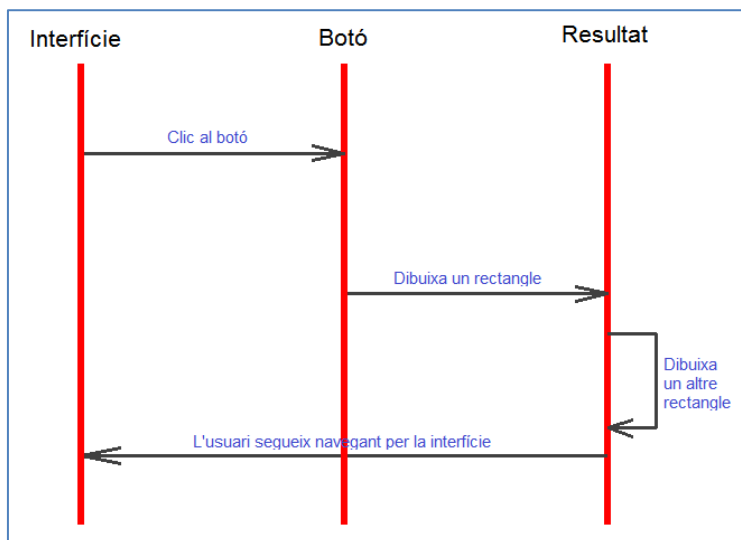 Interfície
Botó
Resultat
Clic al botó
Dibuixa un rectangle
Dibuixa
un altre
rectangle
L'usuari segueix navegant per la interfície